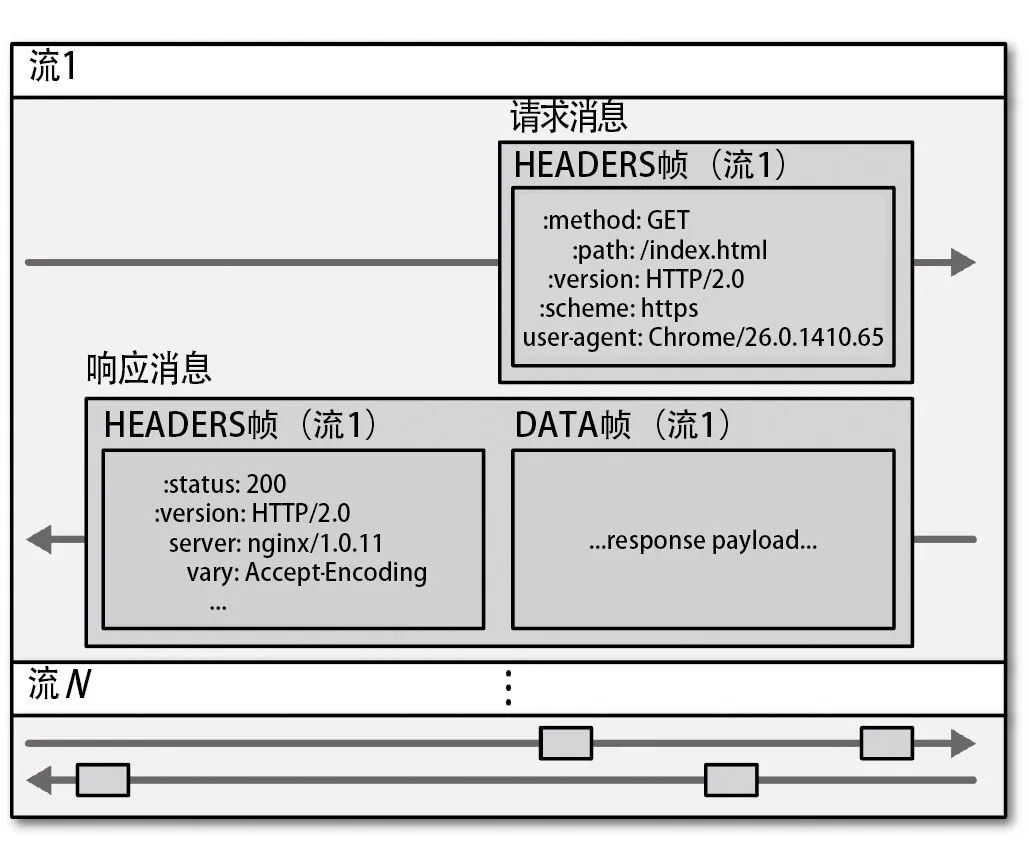 流1
请求消息
HEADERS帧（流1）
:method: GET
:path: /index.html
:version: HTTP/2.0
:scheme: https
user-agent: Chrome/26.0.1410.65
响应消息
HEADERS帧（流1）
:status: 200
:version: HTTP/2.0
server: nginx/1.0.11
vary: Accept-Encoding
...
DATA帧（流1）
...response payload...
流N